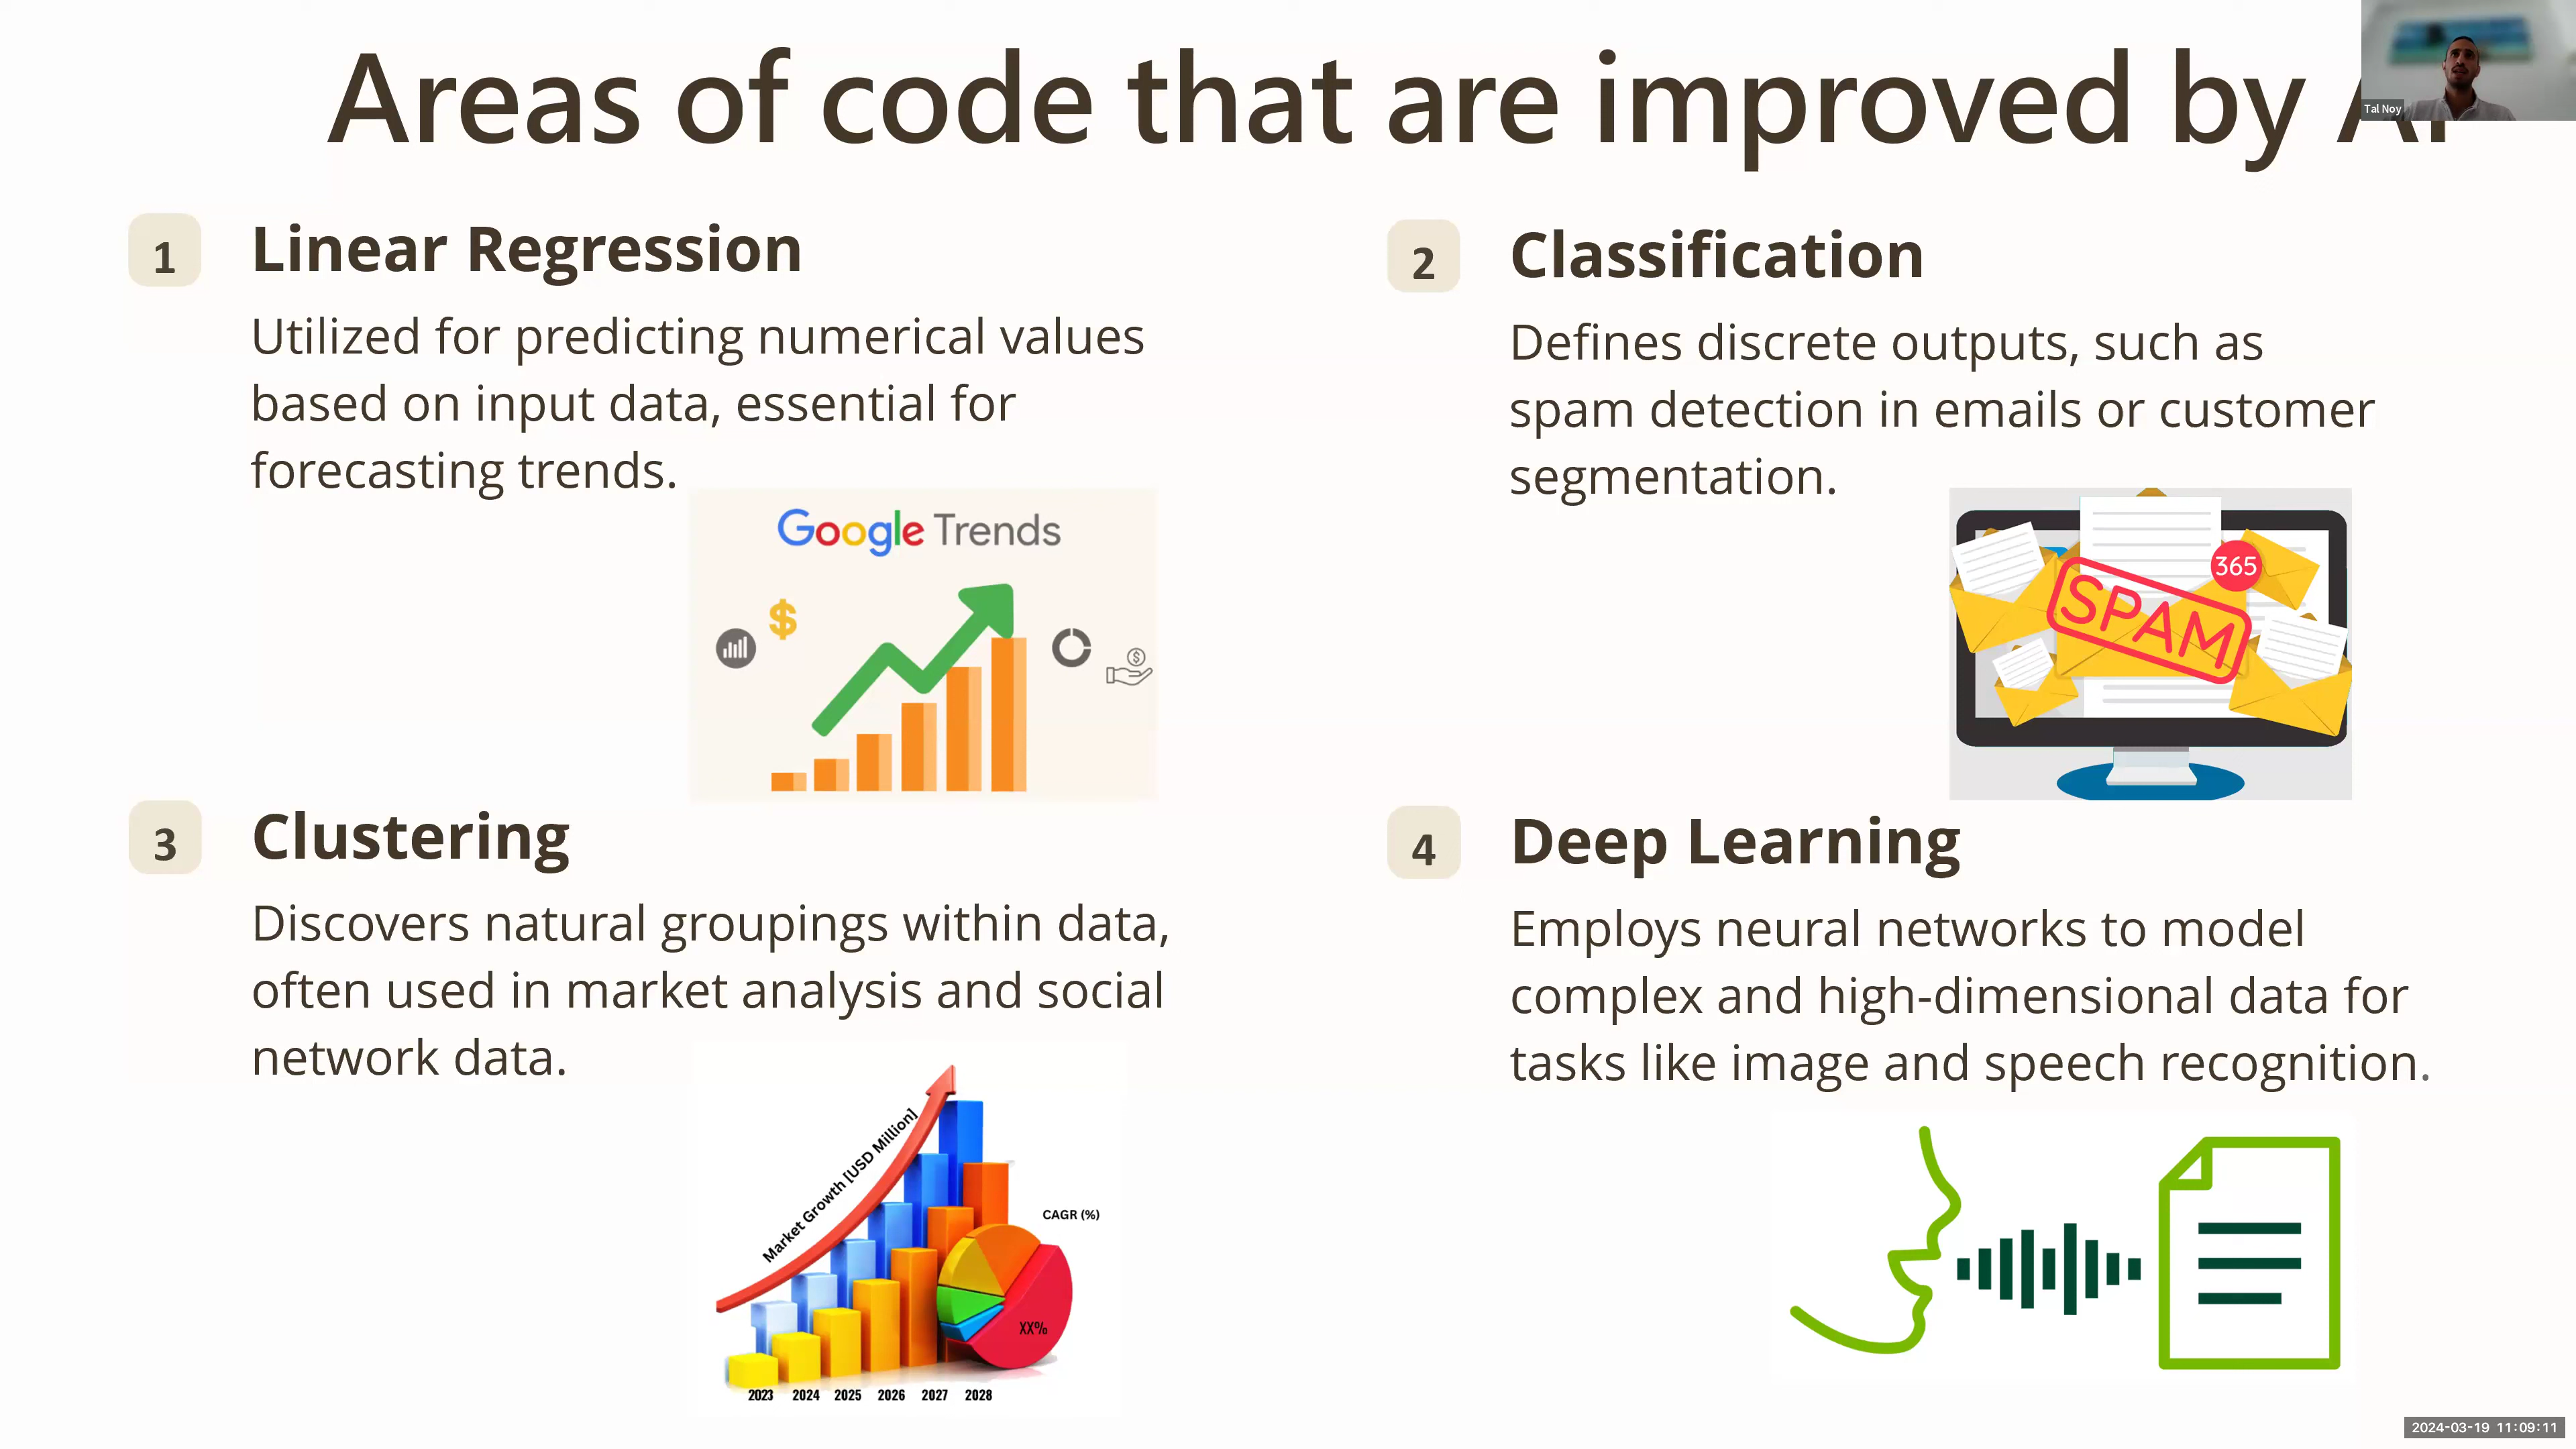 Areas of code that are improved by AI
Tal Noy
1
Linear Regression
Utilized for predicting numerical values
based on input data, essential for
forecasting trends.
Google Trends
$
$
2
Classification
Defines discrete outputs, such as
spam detection in emails or customer
segmentation.
365
SPAM
3
Clustering
Discovers natural groupings within data,
often used in market analysis and social
network data.
Market Growth [USD Million]
CAGR (%)
XX%
2023 2024 2025 2026 2027 2028
4
Deep Learning
Employs neural networks to model
complex and high-dimensional data for
tasks like image and speech recognition.
2024-03-19 11:09:11